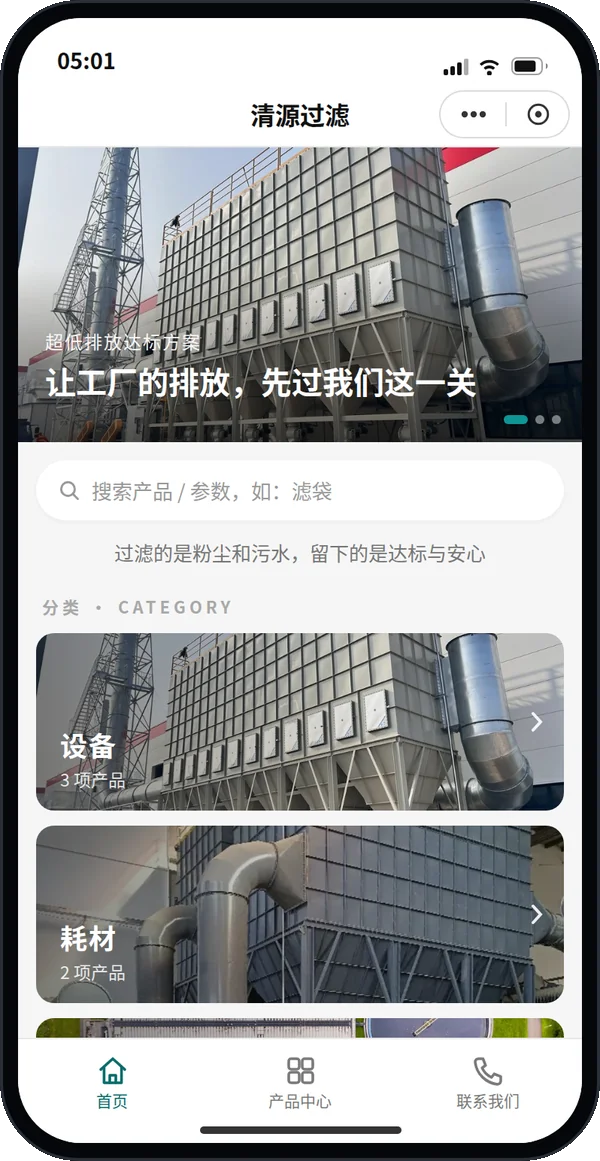 05:01
清源过滤
超低排放达标方案
让工厂的排放，先过我们这一关
搜索产品 / 参数，如：滤袋
过滤的是粉尘和污水，留下的是达标与安心
分类 · CATEGORY
设备
3 项产品
耗材
2 项产品
首页
产品中心
联系我们